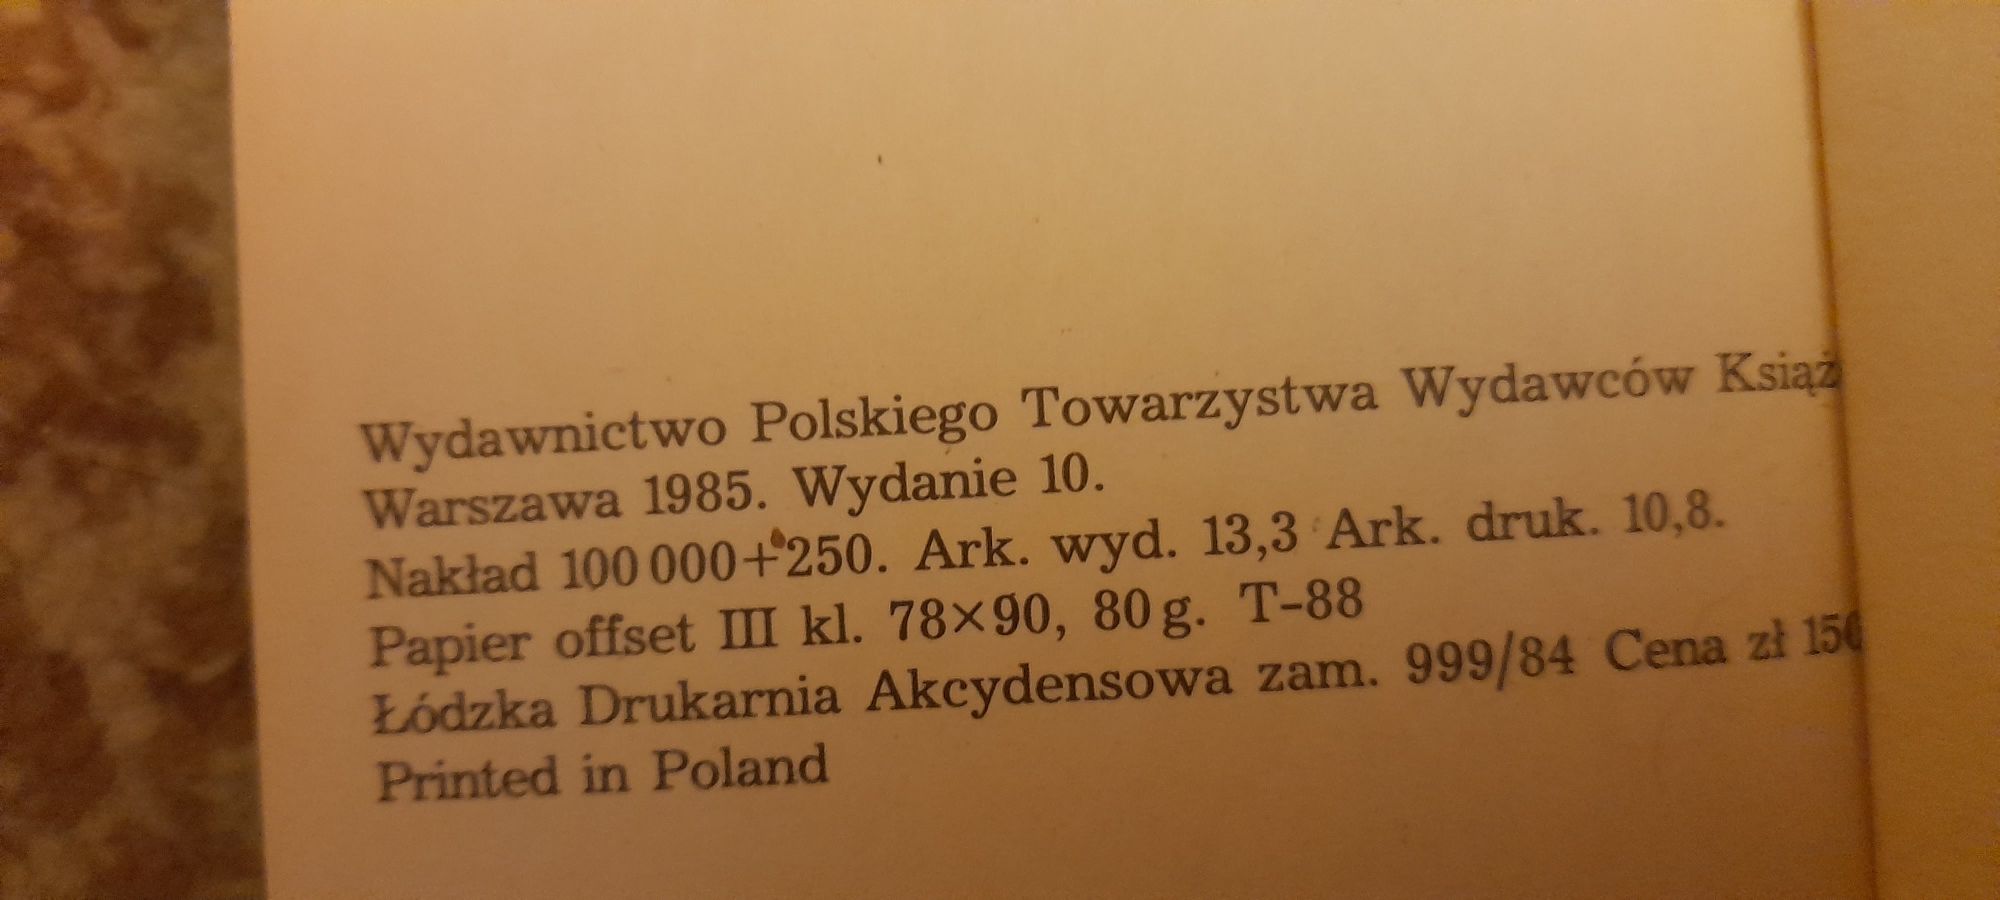 Wydawnictwo Polskiego Towarzystwa Wydawców Książ
Warszawa 1985. Wydanie 10.
Nakład 100 000+250. Ark. wyd. 13,3 Ark. druk. 10,8.
Papier offset III kl. 78×90, 80 g. T-88
Łódzka Drukarnia Akcydensowa zam. 999/84 Cena zł 150
Printed in Poland